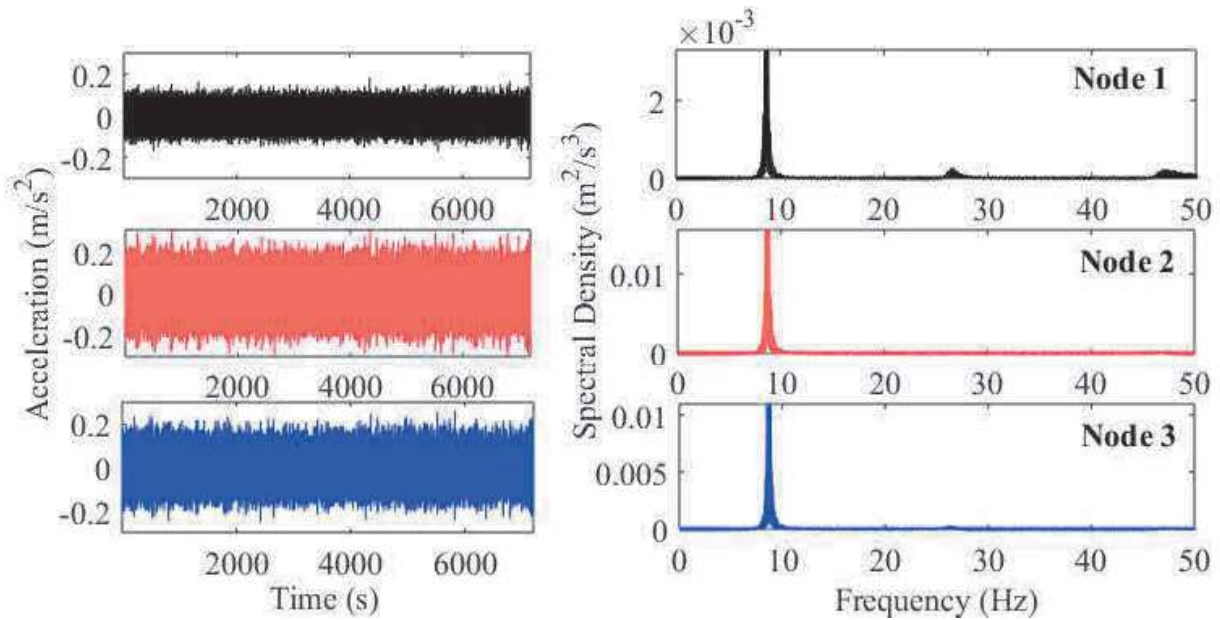 ×10⁻³
0.2
0
-0.2
2000 4000 6000
2
0
Node 1
0 10 20 30 40 50
0.2
0
-0.2
2000 4000 6000
0.01
0
Node 2
0 10 20 30 40 50
0.2
0
-0.2
2000 4000 6000
0.01
0.005
0
Node 3
0 10 20 30 40 50
Acceleration (m/s²)
Spectral Density (m²/s³)
Time (s)
Frequency (Hz)